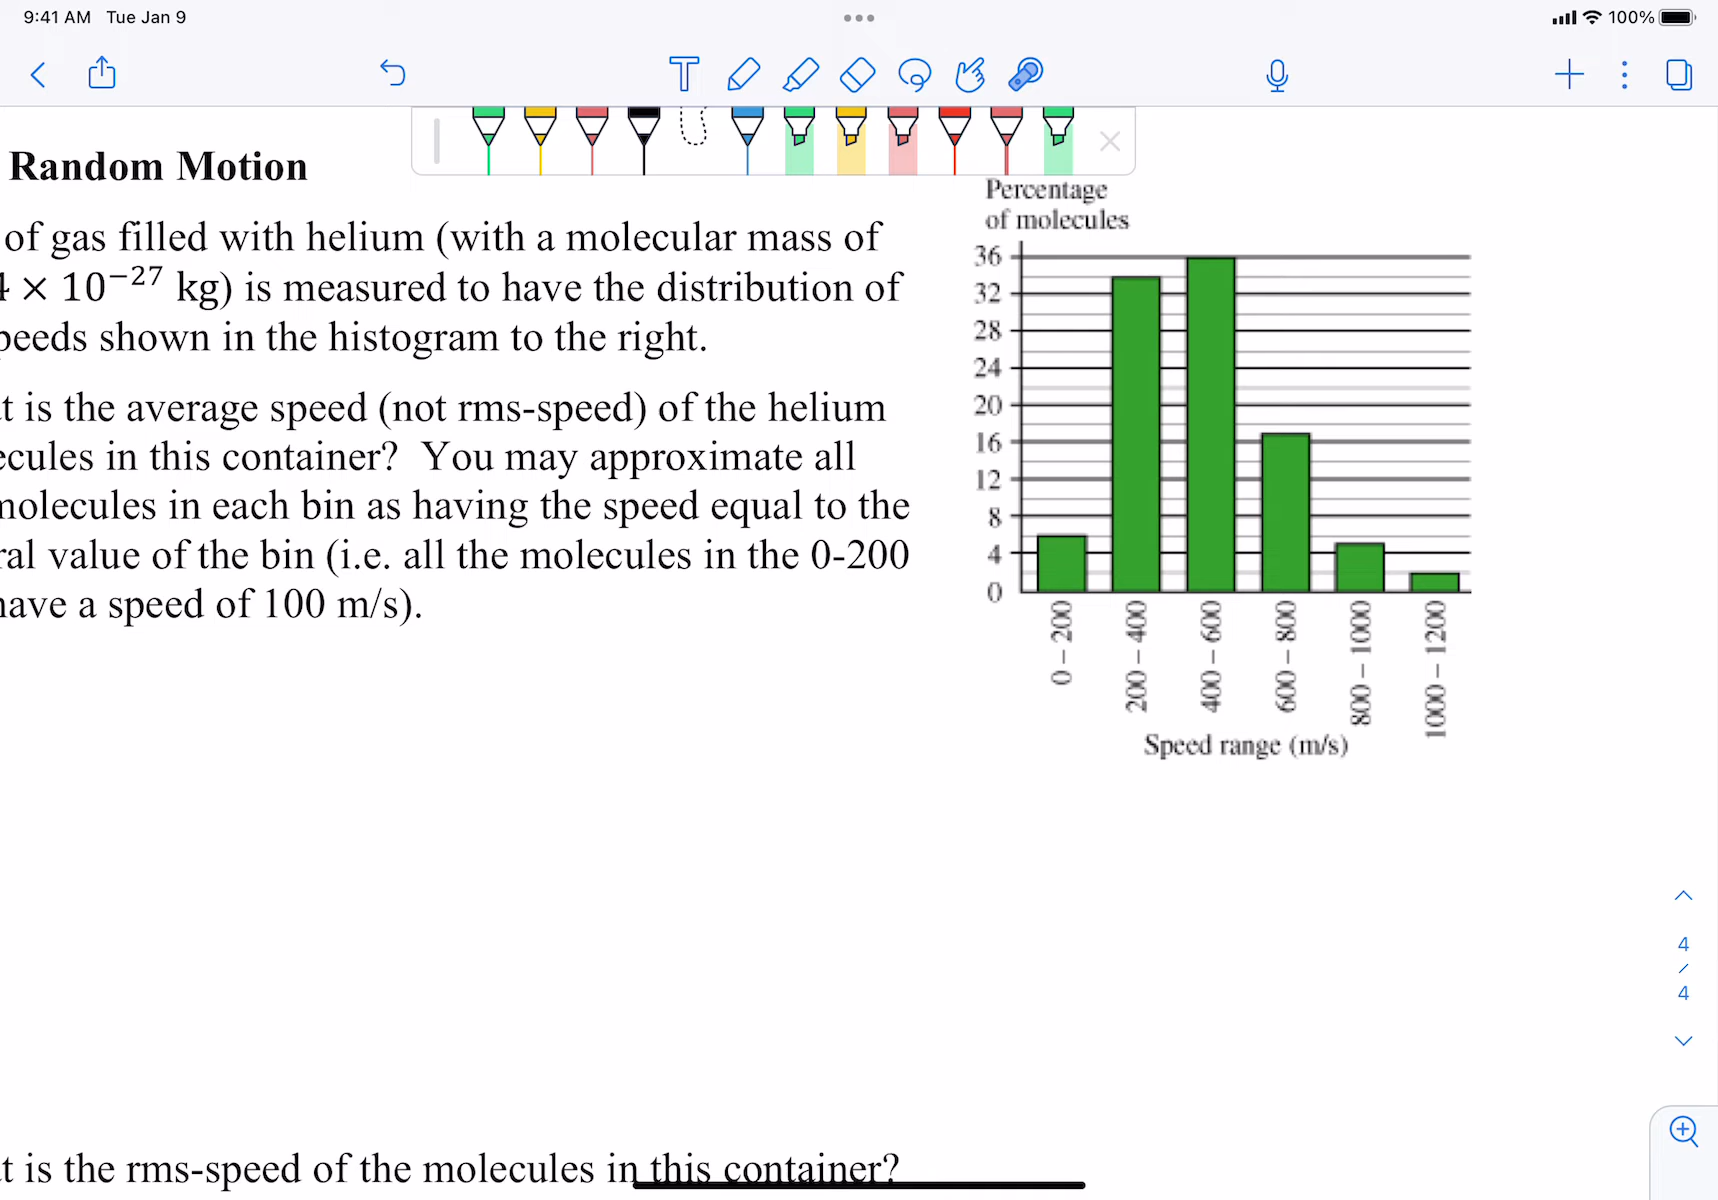 9:41 AM Tue Jan 9
100%
Random Motion
of gas filled with helium (with a molecular mass of
× 10⁻²⁷ kg) is measured to have the distribution of
peeds shown in the histogram to the right.
t is the average speed (not rms-speed) of the helium
ecules in this container? You may approximate all
molecules in each bin as having the speed equal to the
ral value of the bin (i.e. all the molecules in the 0-200
have a speed of 100 m/s).
Percentage
of molecules
36
32
28
24
20
16
12
8
4
0
0 – 200
200 – 400
400 – 600
600 – 800
800 – 1000
1000 – 1200
Speed range (m/s)
4
/
4
t is the rms-speed of the molecules in this container?